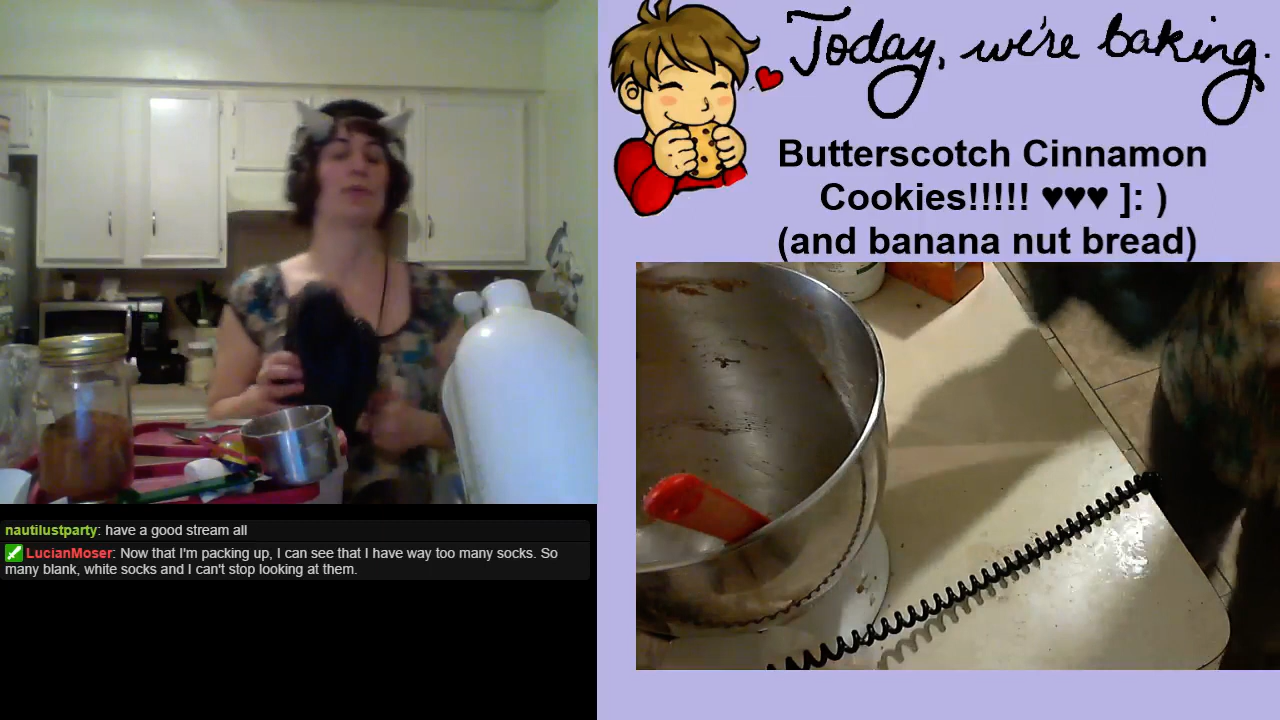 Today, we're baking.
Butterscotch Cinnamon
Cookies!!!!! ♥♥♥ ]: )
(and banana nut bread)
nautilustparty: have a good stream all
LucianMoser: Now that I'm packing up, I can see that I have way too many socks. So
many blank, white socks and I can't stop looking at them.